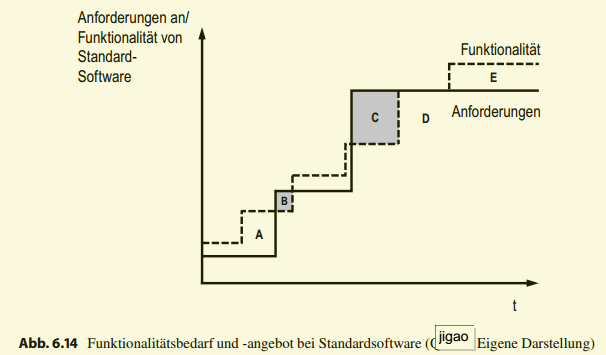 Anforderungen an/
Funktionalität von
Standard-
Software
Funktionalität
E
C
D
Anforderungen
B
A
t
Abb. 6.14 Funktionalitätsbedarf und -angebot bei Standardsoftware ( jigao Eigene Darstellung)